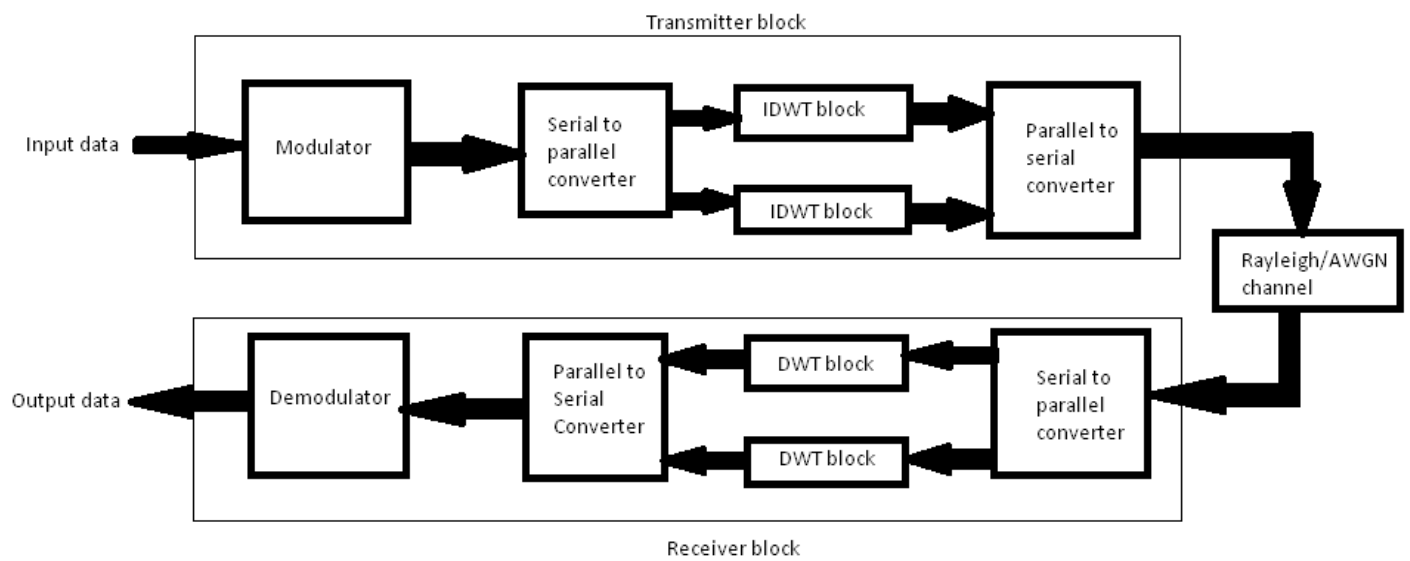 Transmitter block
Input data
Modulator
Serial to
parallel
converter
IDWT block
IDWT block
Parallel to
serial
converter
Rayleigh/AWGN
channel
Serial to
parallel
converter
DWT block
DWT block
Parallel to
Serial
Converter
Demodulator
Output data
Receiver block